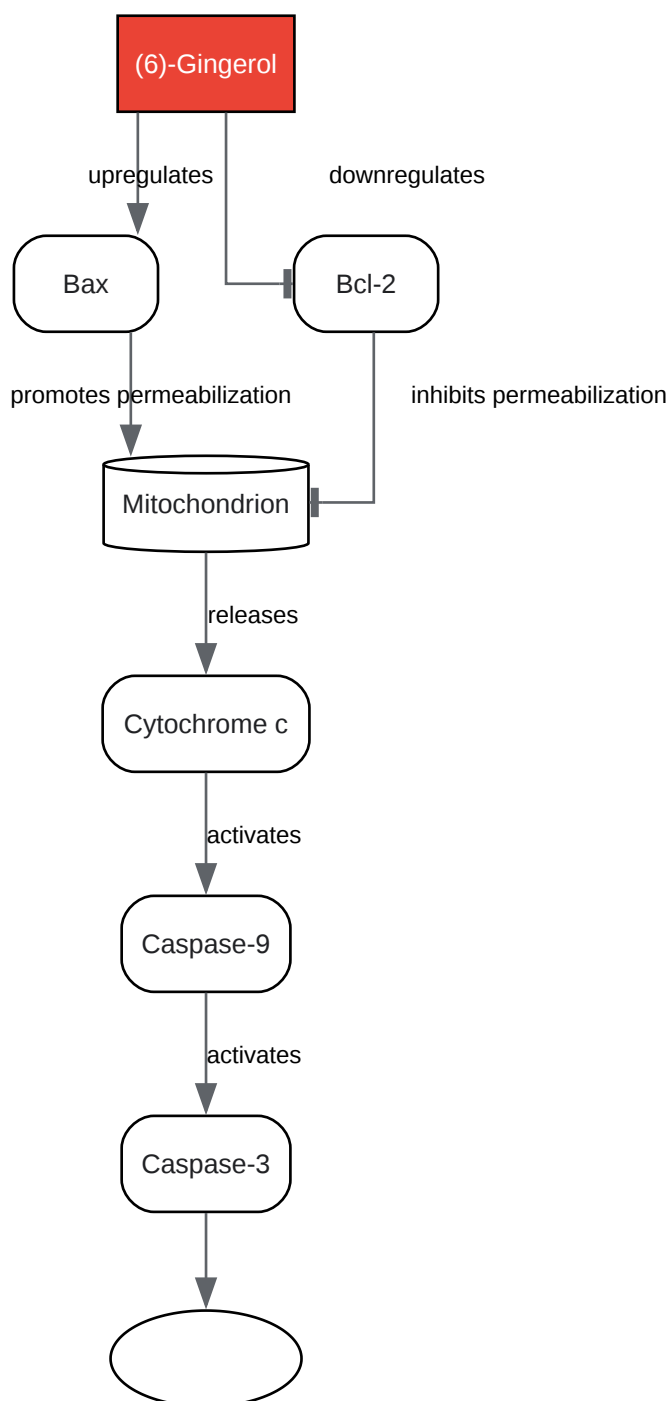 (6)-Gingerol
upregulates
downregulates
Bax
Bcl-2
promotes permeabilization
inhibits permeabilization
Mitochondrion
releases
Cytochrome c
activates
Caspase-9
activates
Caspase-3